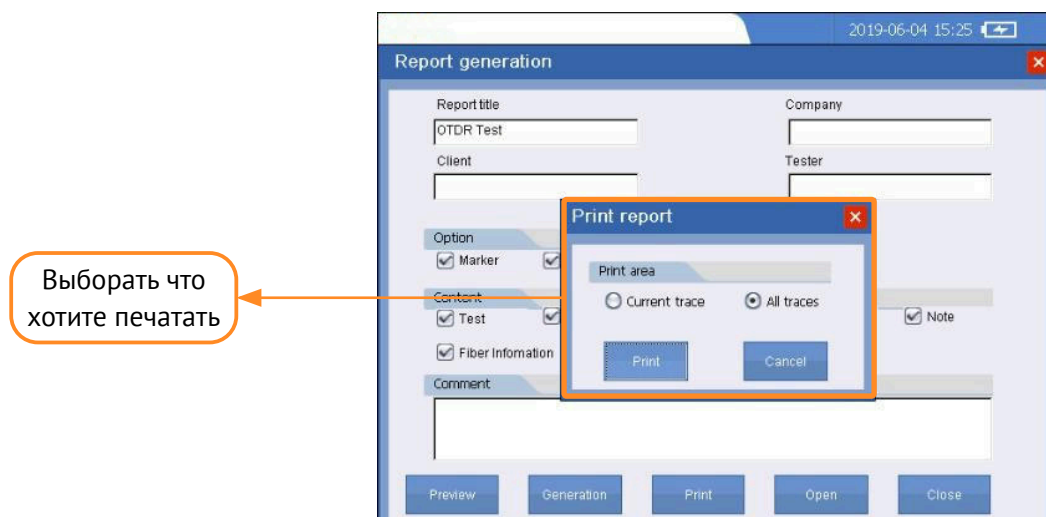 2019-06-04 15:25
Report generation
Report title
Company
OTDR Test
Client
Tester
Print report
Option
Marker
Print area
Выборать что
хотите печатать
Current trace
All traces
Content
Test
Note
Fiber Infomation
Print
Cancel
Comment
Preview
Generation
Print
Open
Close